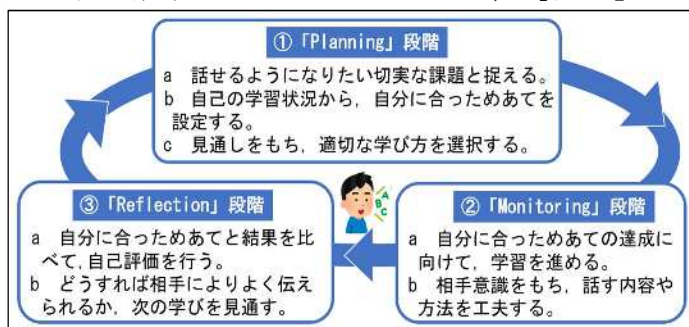 ①「Planning」段階
a 話せるようになりたい切実な課題と捉える。
b 自己の学習状況から，自分に合っためあてを
設定する。
c 見通しをもち，適切な学び方を選択する。
②「Monitoring」段階
a 自分に合っためあての達成に
向けて，学習を進める。
b 相手意識をもち，話す内容や
方法を工夫する。
③「Reflection」段階
a 自分に合っためあてと結果を比
べて，自己評価を行う。
b どうすれば相手によりよく伝え
られるか，次の学びを見通す。
A
B
C